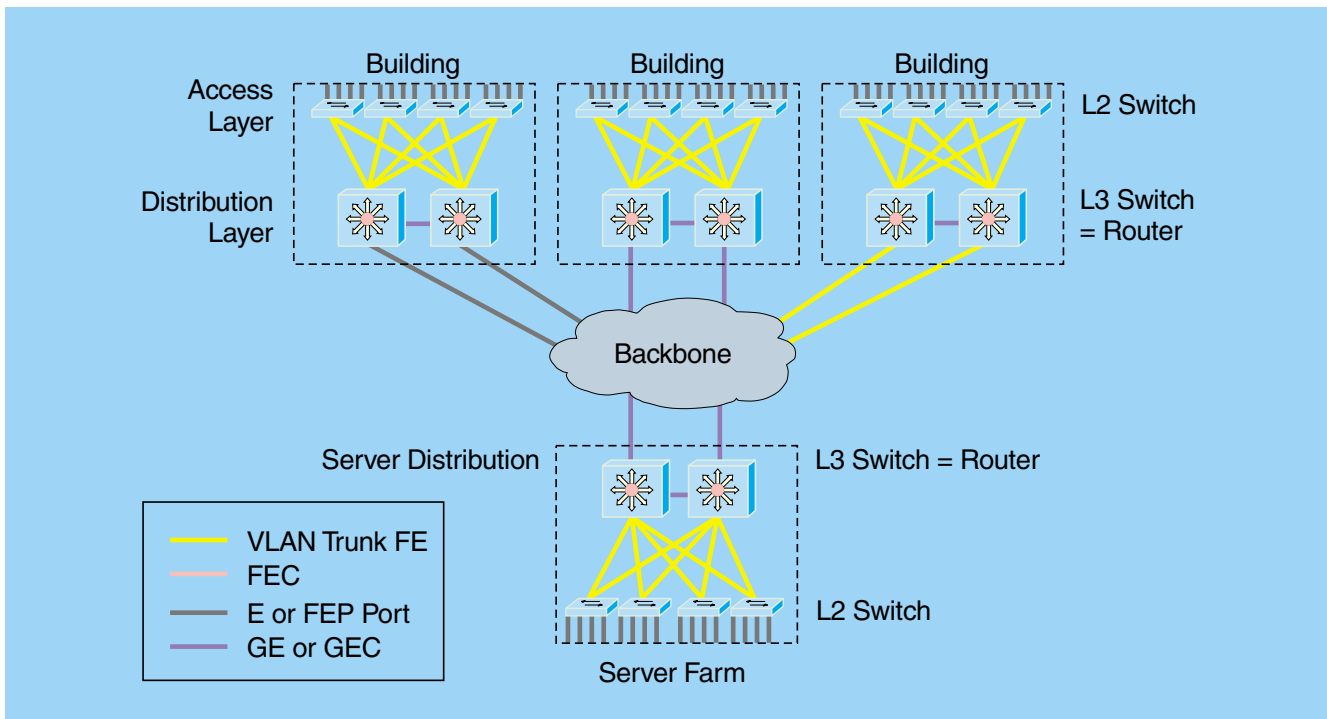 Building
Building
Building
Access
Layer
L2 Switch
Distribution
Layer
L3 Switch
= Router
Backbone
Server Distribution
L3 Switch = Router
VLAN Trunk FE
FEC
E or FEP Port
GE or GEC
L2 Switch
Server Farm